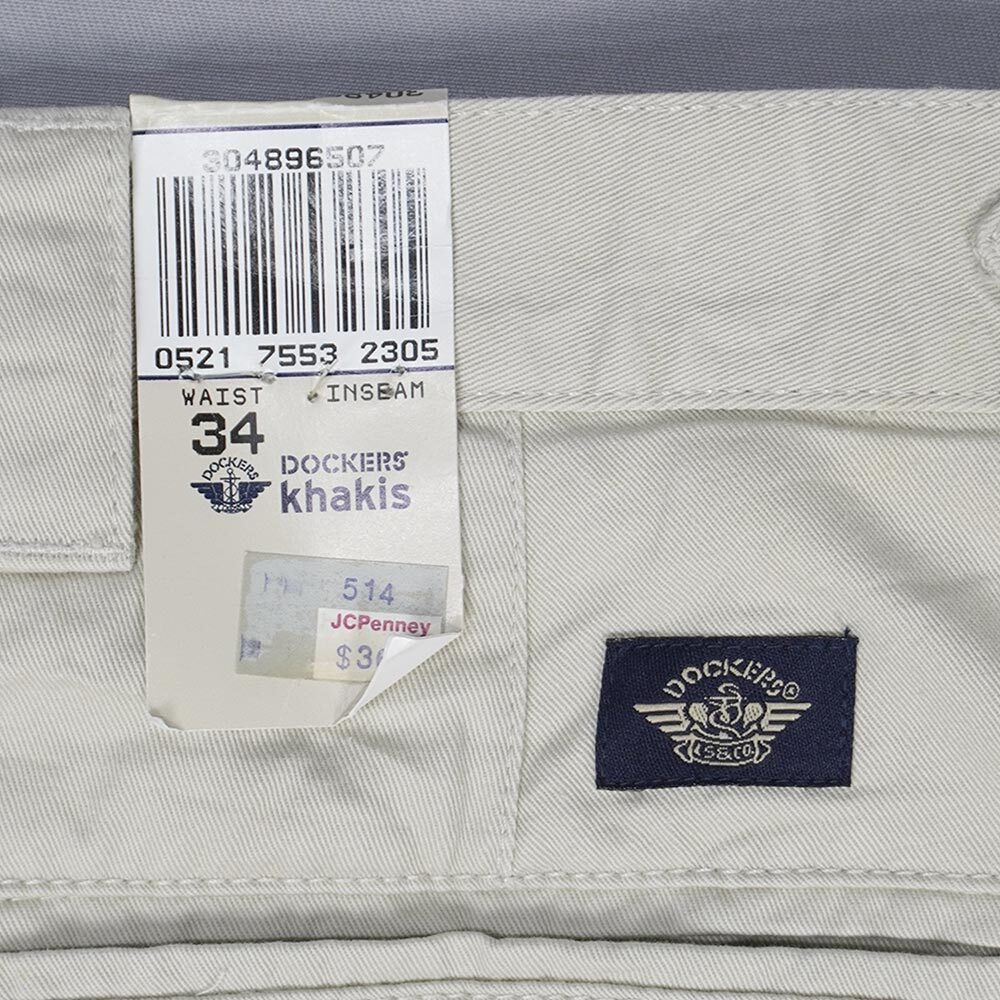 304896507
0521 7553 2305
WAIST INSEAM
34
DOCKERS
DOCKERS®
khakis
514
JCPenney
DOCKERS®
LS&CO.